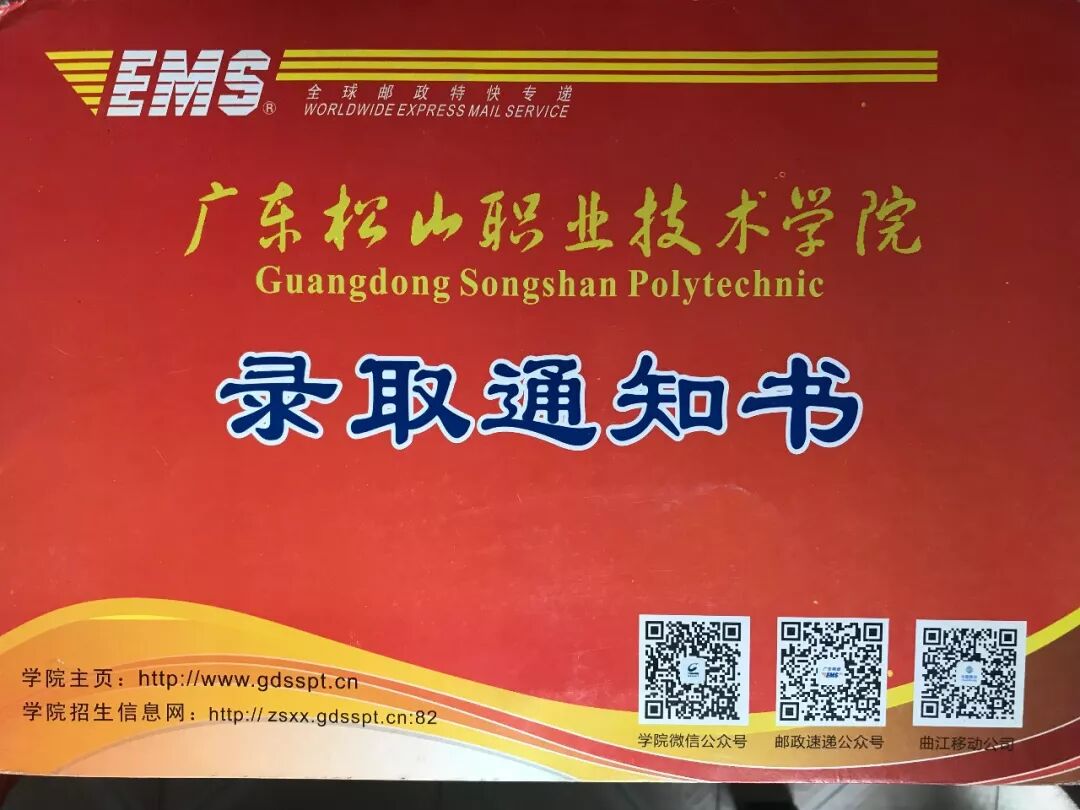 EMS®
全球邮政特快专递
WORLDWIDE EXPRESS MAIL SERVICE
广东松山职业技术学院
Guangdong Songshan Polytechnic
录取通知书
学院主页：http://www.gdsspt.cn
学院招生信息网：http://zsxx.gdsspt.cn:82
学院微信公众号
邮政速递公众号
曲江移动公司